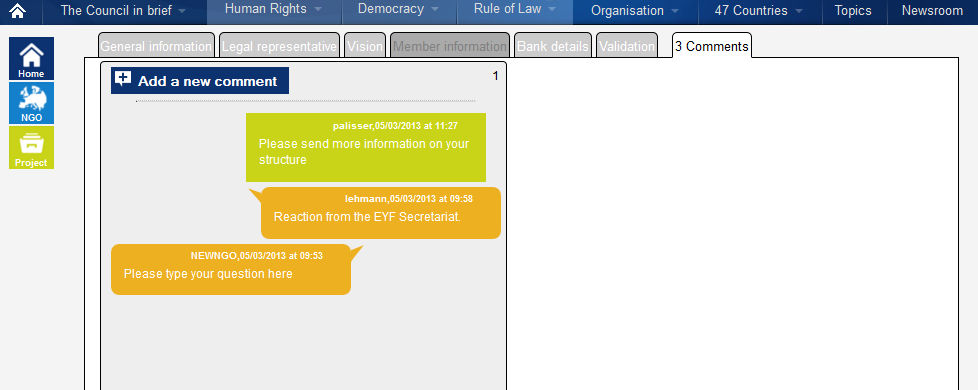 The Council in brief Human Rights Democracy Rule of Law Organisation 47 Countries Topics Newsroom
General information Legal representative Vision Member information Bank details Validation 3 Comments
Home
NGO
Project
Add a new comment
1
palisser,05/03/2013 at 11:27
Please send more information on your
structure
lehmann,05/03/2013 at 09:58
Reaction from the EYF Secretariat.
NEWNGO,05/03/2013 at 09:53
Please type your question here